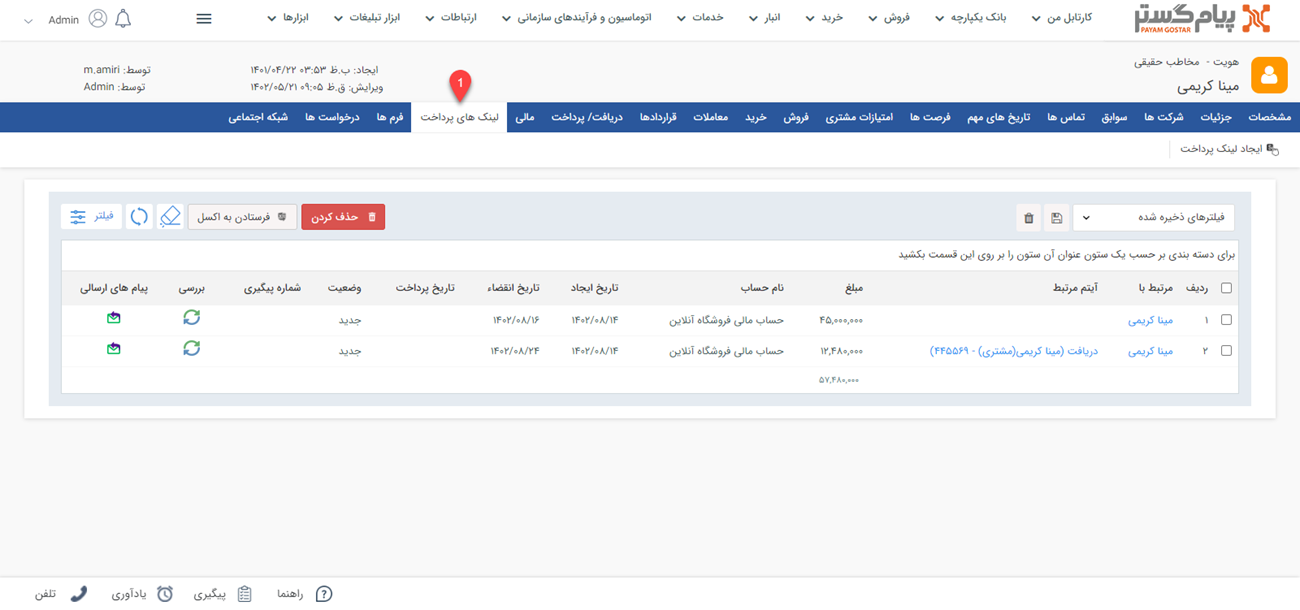 پیام گستر
PAYAM GOSTAR
کارتابل من بانک یکپارچه فروش خرید انبار خدمات اتوماسیون و فرآیندهای سازمانی ارتباطات ابزار تبلیغات ابزارها Admin
هویت - مخاطب حقیقی
مینا کریمی
ایجاد: ب.ظ ۰۳:۵۳ ۱۴۰۱/۰۴/۲۲ توسط: m.amiri
ویرایش: ق.ظ ۰۹:۰۵ ۱۴۰۲/۰۵/۲۱ توسط: Admin
1
مشخصات جزئیات شرکت ها سوابق تماس ها تاریخ های مهم فرصت ها امتیازات مشتری فروش خرید معاملات قراردادها دریافت/ پرداخت مالی لینک های پرداخت فرم ها درخواست ها شبکه اجتماعی
ایجاد لینک پرداخت
فیلترهای ذخیره شده حذف کردن فرستادن به اکسل فیلتر
برای دسته بندی بر حسب یک ستون عنوان آن ستون را بر روی این قسمت بکشید
ردیف مرتبط با آیتم مرتبط مبلغ نام حساب تاریخ ایجاد تاریخ انقضاء تاریخ پرداخت وضعیت شماره پیگیری بررسی پیام های ارسالی
۱ مینا کریمی ۴۵,۰۰۰,۰۰۰ حساب مالی فروشگاه آنلاین ۱۴۰۲/۰۸/۱۴ ۱۴۰۲/۰۸/۱۶ جدید
۲ مینا کریمی دریافت (مینا کریمی(مشتری) - ۴۴۵۵۶۹) ۱۲,۴۸۰,۰۰۰ حساب مالی فروشگاه آنلاین ۱۴۰۲/۰۸/۱۴ ۱۴۰۲/۰۸/۲۴ جدید
۵۷,۴۸۰,۰۰۰
راهنما پیگیری یادآوری تلفن